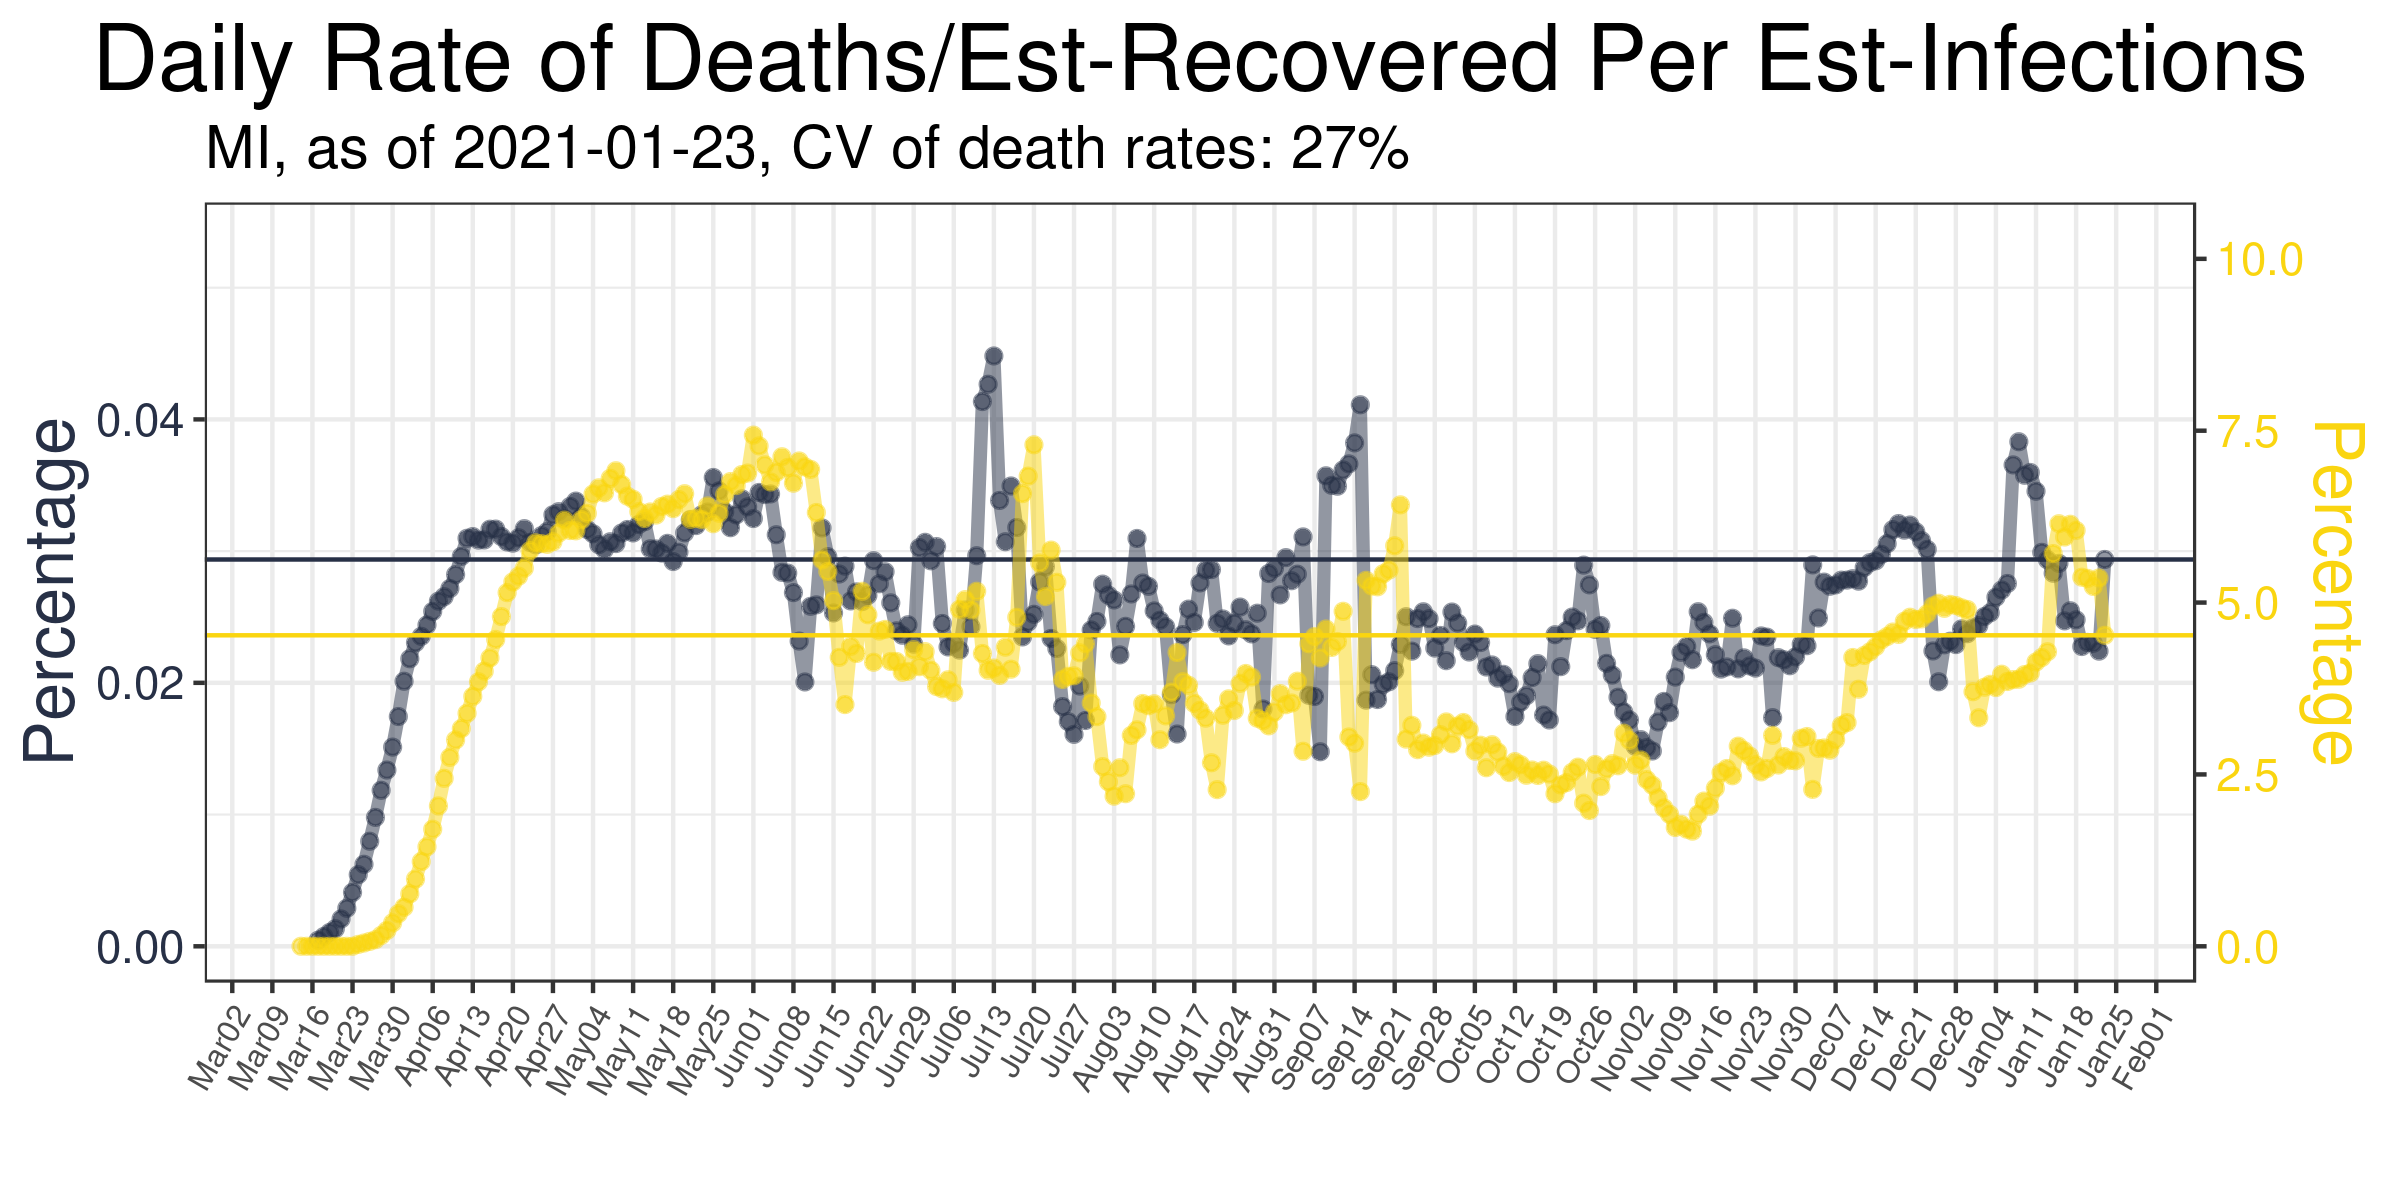 Daily Rate of Deaths/Est-Recovered Per Est-Infections
MI, as of 2021-01-23, CV of death rates: 27%
Percentage
0.04
0.02
0.00
10.0
7.5
5.0
2.5
0.0
Percentage
Mar02
Mar09
Mar16
Mar23
Mar30
Apr06
Apr13
Apr20
Apr27
May04
May11
May18
May25
Jun01
Jun08
Jun15
Jun22
Jun29
Jul06
Jul13
Jul20
Jul27
Aug03
Aug10
Aug17
Aug24
Aug31
Sep07
Sep14
Sep21
Sep28
Oct05
Oct12
Oct19
Oct26
Nov02
Nov09
Nov16
Nov23
Nov30
Dec07
Dec14
Dec21
Dec28
Jan04
Jan11
Jan18
Jan25
Feb01